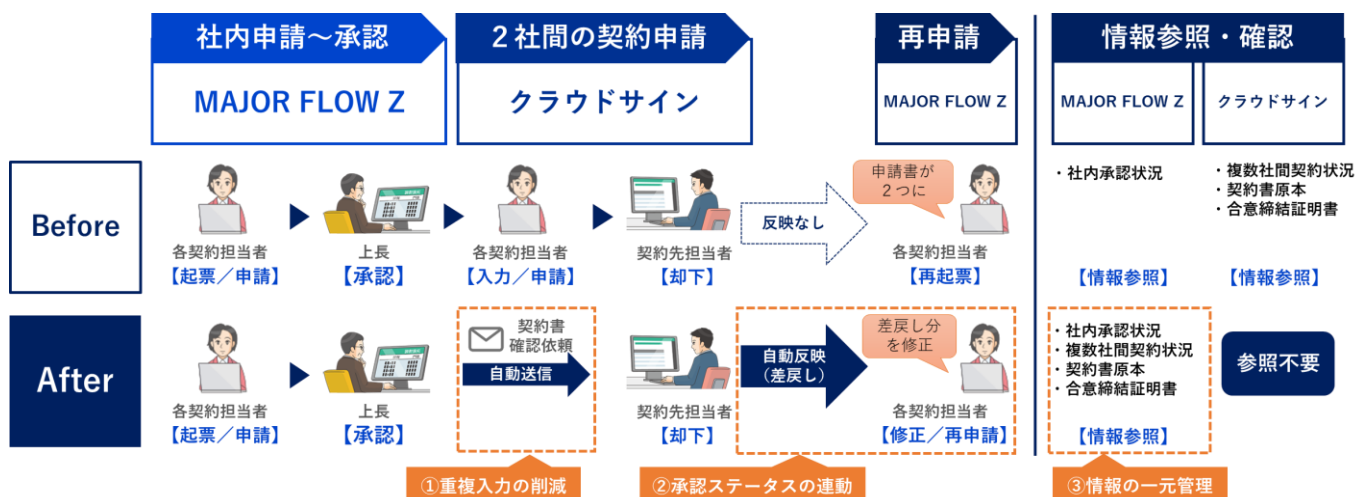 社内申請～承認
２社間の契約申請
再申請
情報参照・確認
MAJOR FLOW Z
クラウドサイン
MAJOR FLOW Z
MAJOR FLOW Z
クラウドサイン
Before
各契約担当者
【起票／申請】
上長
【承認】
各契約担当者
【入力／申請】
契約先担当者
【却下】
反映なし
申請書が
２つに
各契約担当者
【再起票】
・社内承認状況
【情報参照】
・複数社間契約状況
・契約書原本
・合意締結証明書
【情報参照】
After
各契約担当者
【起票／申請】
上長
【承認】
契約書
確認依頼
自動送信
契約先担当者
【却下】
自動反映
（差戻し）
差戻し分
を修正
各契約担当者
【修正／再申請】
・社内承認状況
・複数社間契約状況
・契約書原本
・合意締結証明書
【情報参照】
参照不要
①重複入力の削減
②承認ステータスの連動
③情報の一元管理